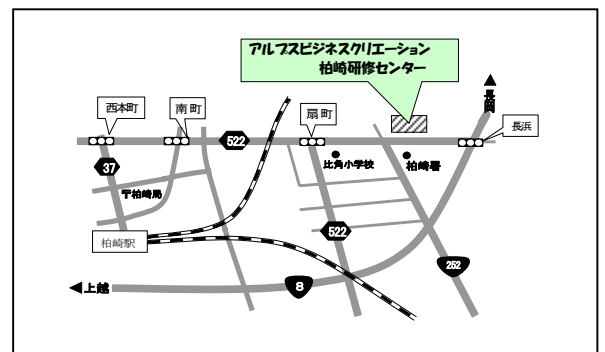 アルプスビジネスクリエーション
柏崎研修センター
長岡
西本町
南町
扇町
長浜
522
37
〒柏崎局
比角小学校
柏崎署
柏崎駅
522
252
上越
8